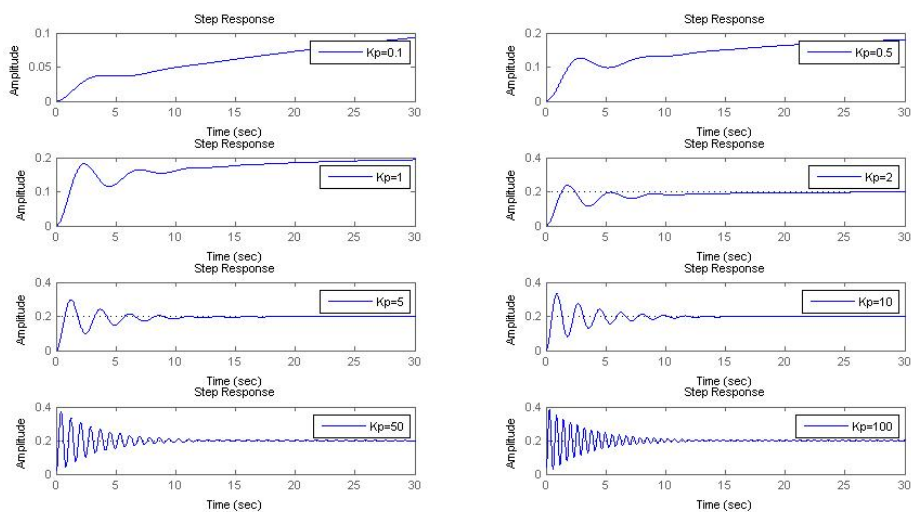 Step Response
Amplitude
0.1
0.05
0
Kp=0.1
0 5 10 15 20 25 30
Time (sec)
Step Response
Amplitude
0.2
0.1
0
Kp=0.5
0 5 10 15 20 25 30
Time (sec)
Step Response
Amplitude
0.2
0.1
0
Kp=1
0 5 10 15 20 25 30
Time (sec)
Step Response
Amplitude
0.4
0.2
0
Kp=2
0 5 10 15 20 25 30
Time (sec)
Step Response
Amplitude
0.4
0.2
0
Kp=5
0 5 10 15 20 25 30
Time (sec)
Step Response
Amplitude
0.4
0.2
0
Kp=10
0 5 10 15 20 25 30
Time (sec)
Step Response
Amplitude
0.4
0.2
0
Kp=50
0 5 10 15 20 25 30
Time (sec)
Step Response
Amplitude
0.4
0.2
0
Kp=100
0 5 10 15 20 25 30
Time (sec)